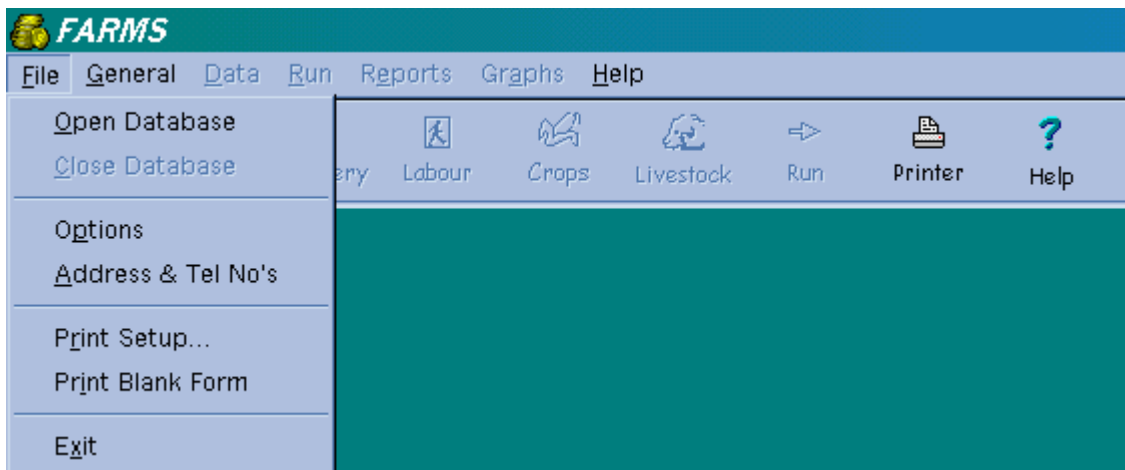 FARMS
File General Data Run Reports Graphs Help
Labour Crops Livestock Run Printer Help
Open Database
Close Database
Options
Address & Tel No's
Print Setup...
Print Blank Form
Exit